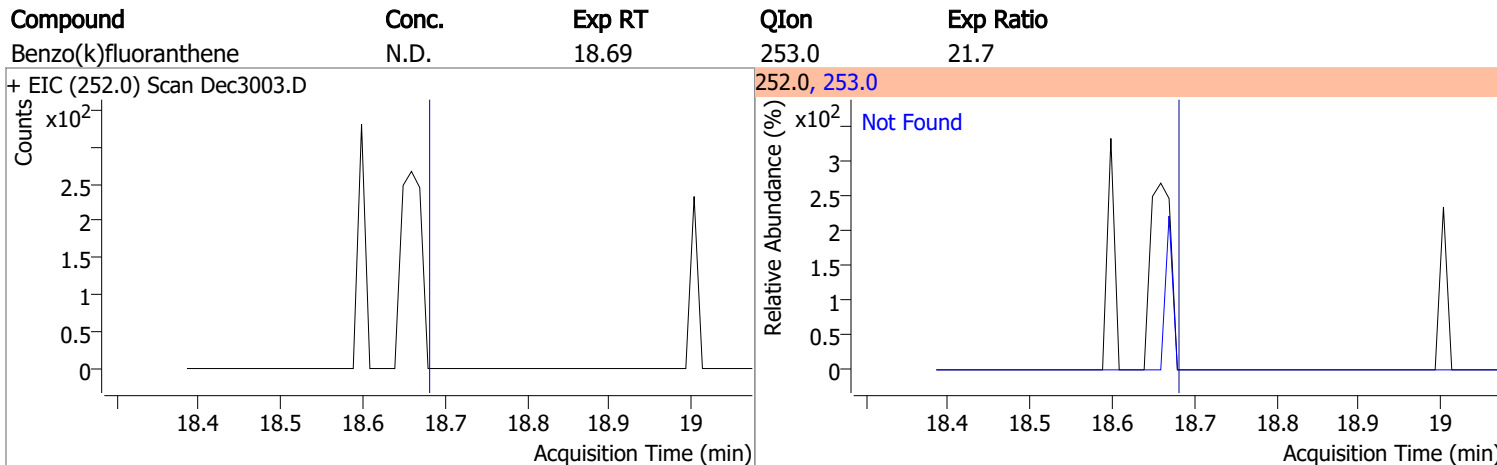 Compound Conc. Exp RT QIon Exp Ratio
Benzo(k)fluoranthene N.D. 18.69 253.0 21.7
+ EIC (252.0) Scan Dec3003.D
Counts
x10²
2.5
2
1.5
1
0.5
0
18.4 18.5 18.6 18.7 18.8 18.9 19
Acquisition Time (min)
252.0, 253.0
Relative Abundance (%)
x10²
Not Found
3
2.5
2
1.5
1
0.5
0
18.4 18.5 18.6 18.7 18.8 18.9 19
Acquisition Time (min)